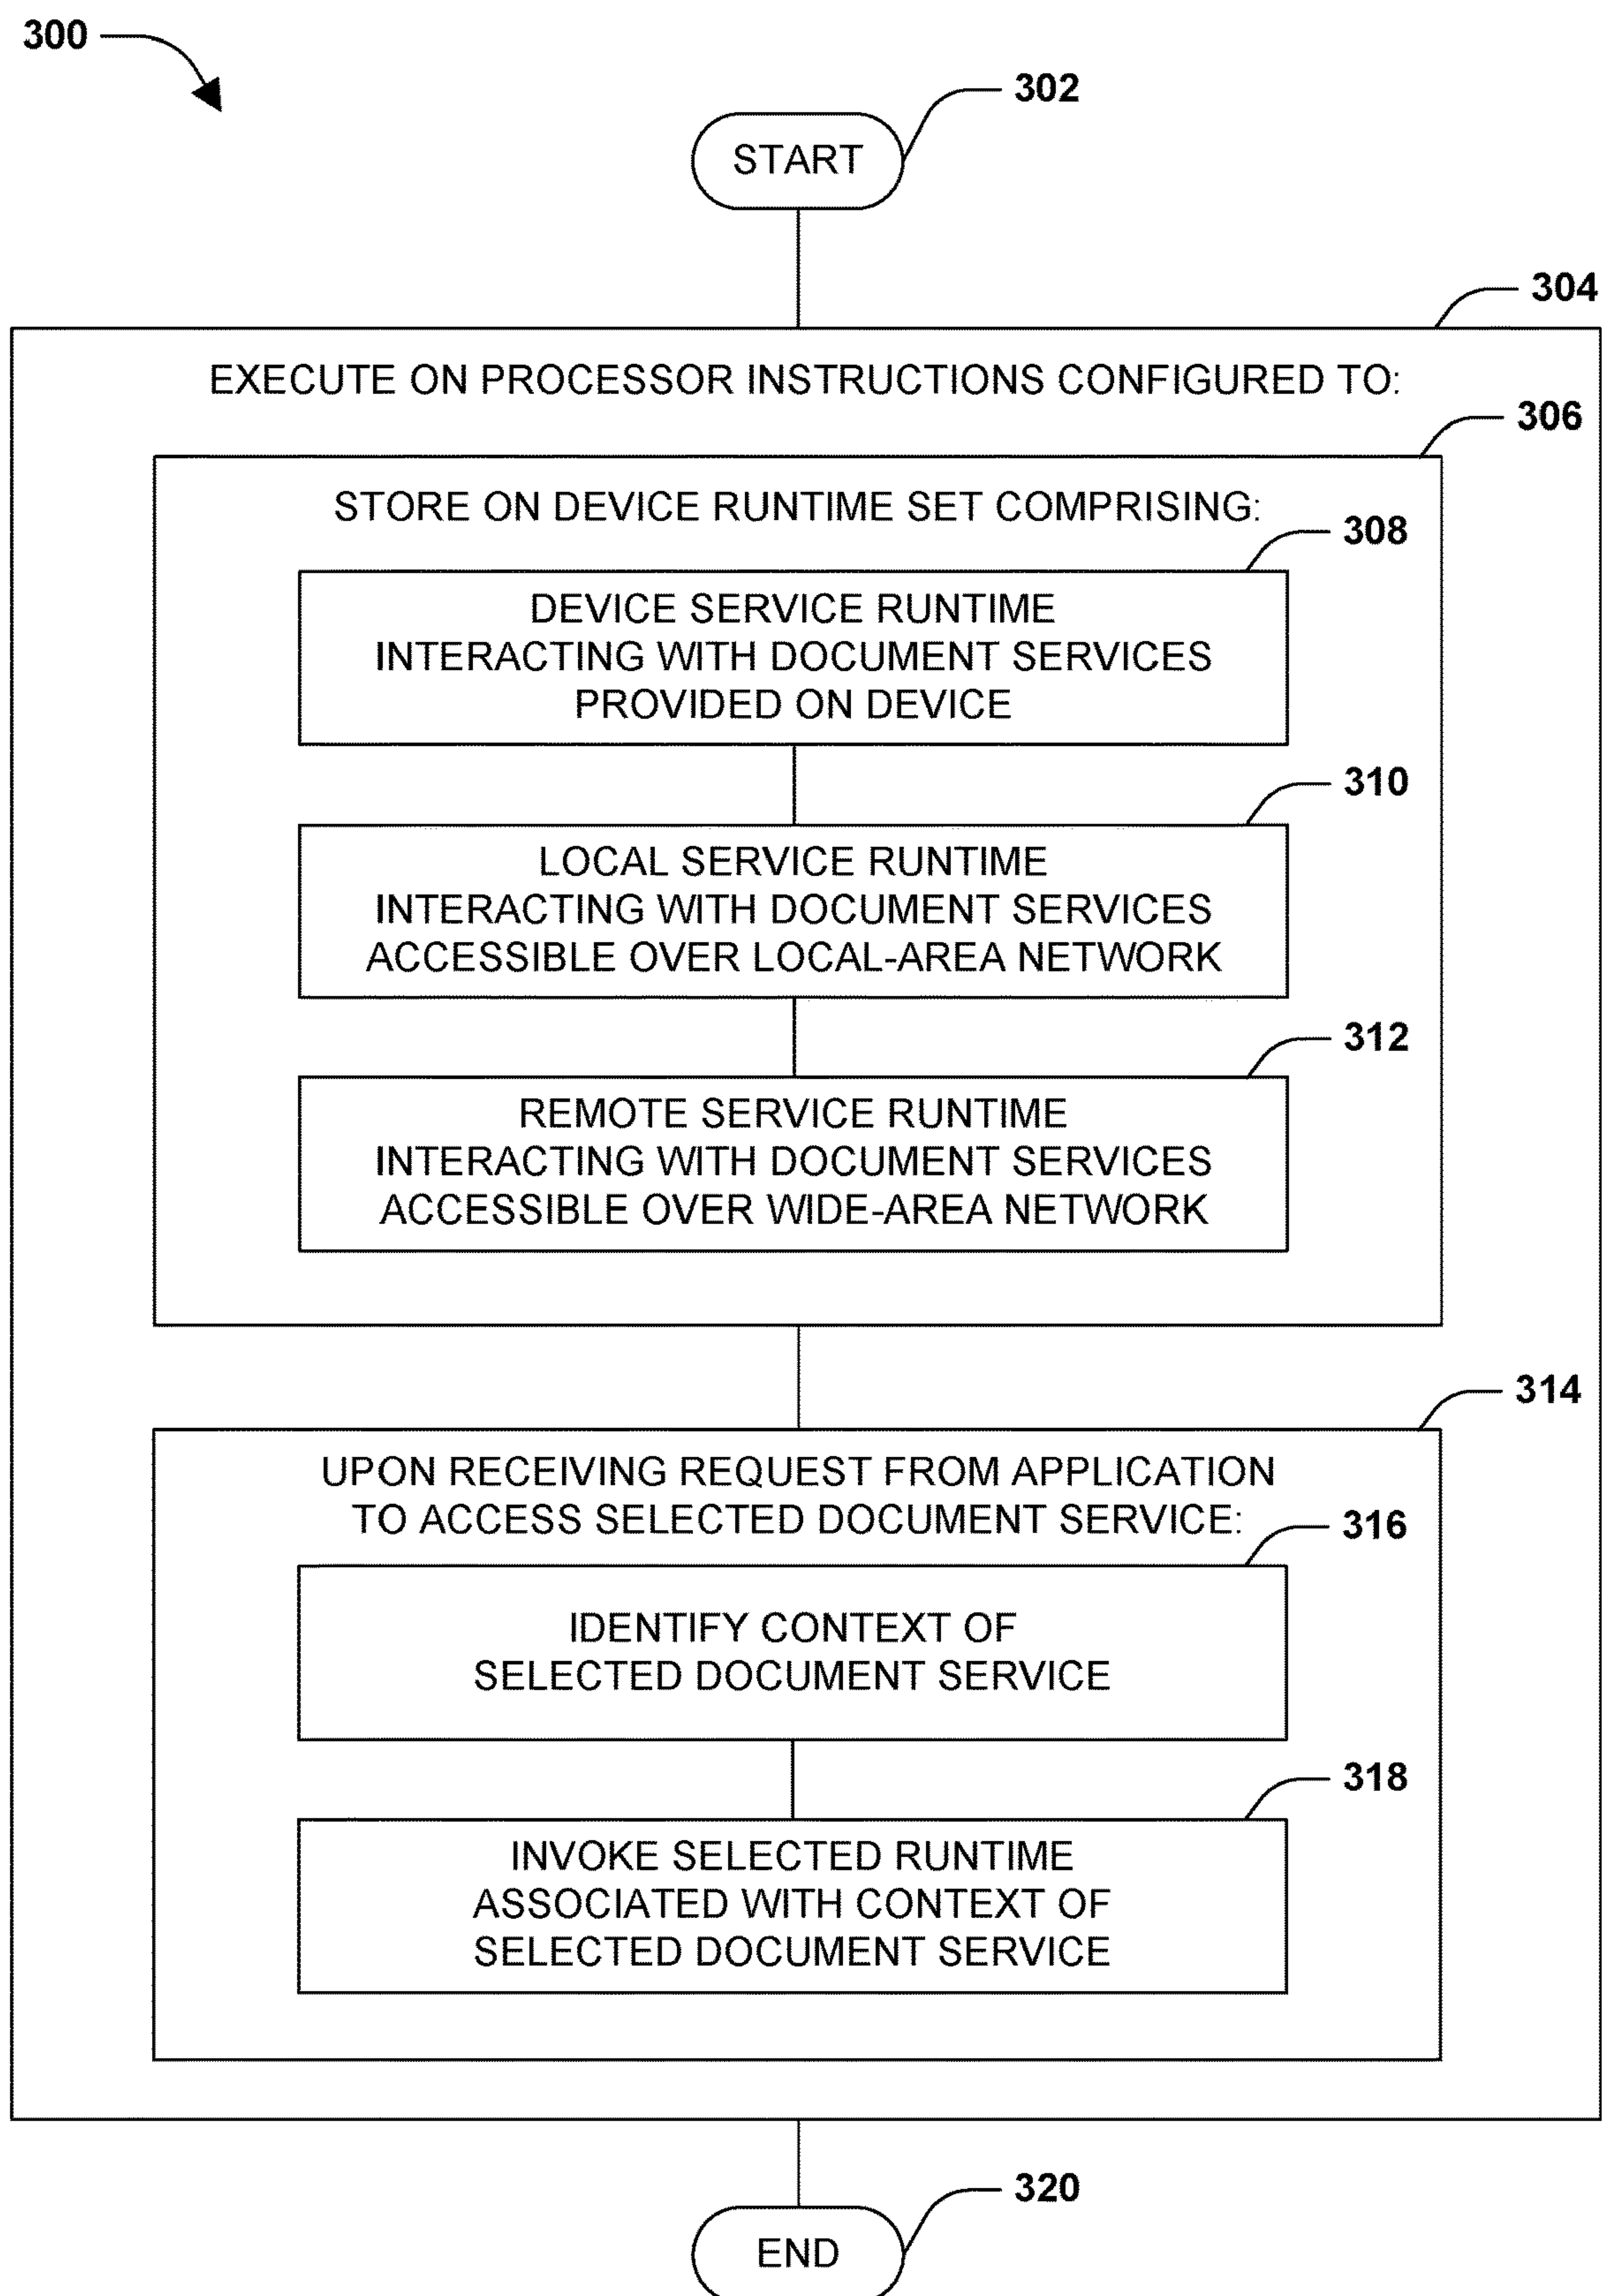 300
302
START
304
EXECUTE ON PROCESSOR INSTRUCTIONS CONFIGURED TO:
306
STORE ON DEVICE RUNTIME SET COMPRISING:
308
DEVICE SERVICE RUNTIME
INTERACTING WITH DOCUMENT SERVICES
PROVIDED ON DEVICE
310
LOCAL SERVICE RUNTIME
INTERACTING WITH DOCUMENT SERVICES
ACCESSIBLE OVER LOCAL-AREA NETWORK
312
REMOTE SERVICE RUNTIME
INTERACTING WITH DOCUMENT SERVICES
ACCESSIBLE OVER WIDE-AREA NETWORK
314
UPON RECEIVING REQUEST FROM APPLICATION
TO ACCESS SELECTED DOCUMENT SERVICE:
316
IDENTIFY CONTEXT OF
SELECTED DOCUMENT SERVICE
318
INVOKE SELECTED RUNTIME
ASSOCIATED WITH CONTEXT OF
SELECTED DOCUMENT SERVICE
320
END